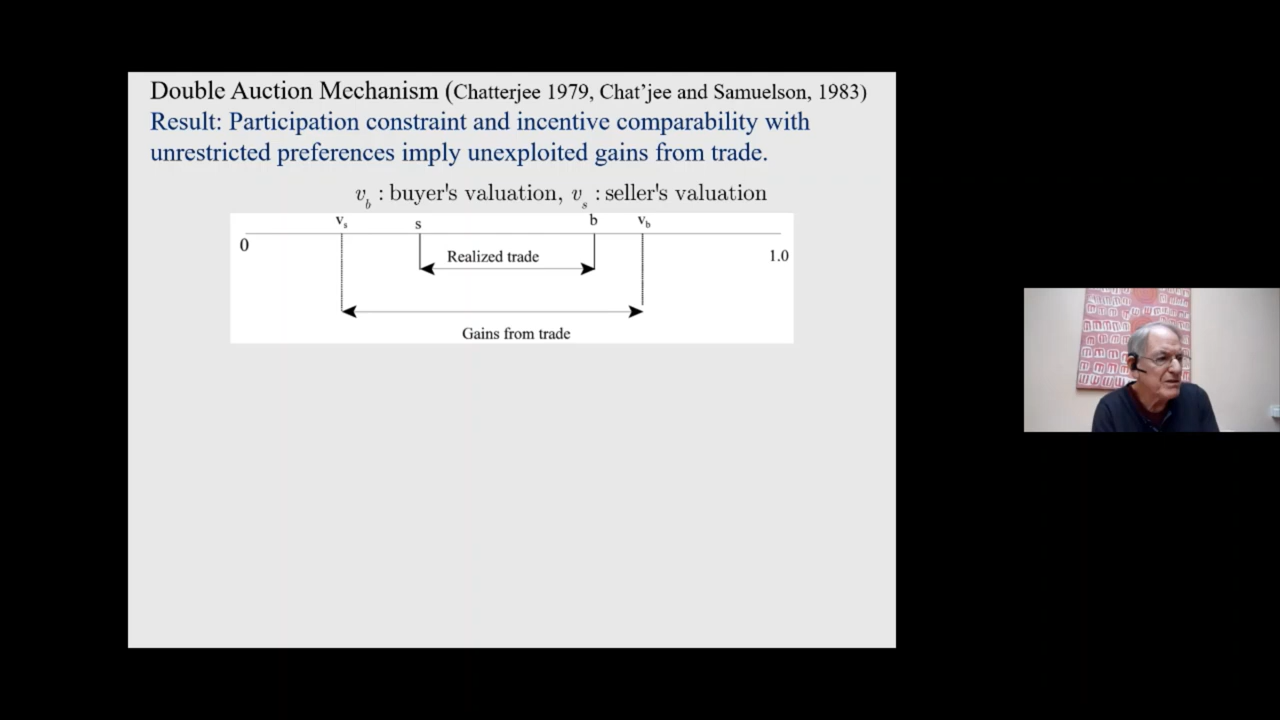 Double Auction Mechanism (Chatterjee 1979, Chat'jee and Samuelson, 1983)
Result: Participation constraint and incentive comparability with
unrestricted preferences imply unexploited gains from trade.
v_b : buyer's valuation, v_s : seller's valuation
v_s s b v_b
0 1.0
Realized trade
Gains from trade